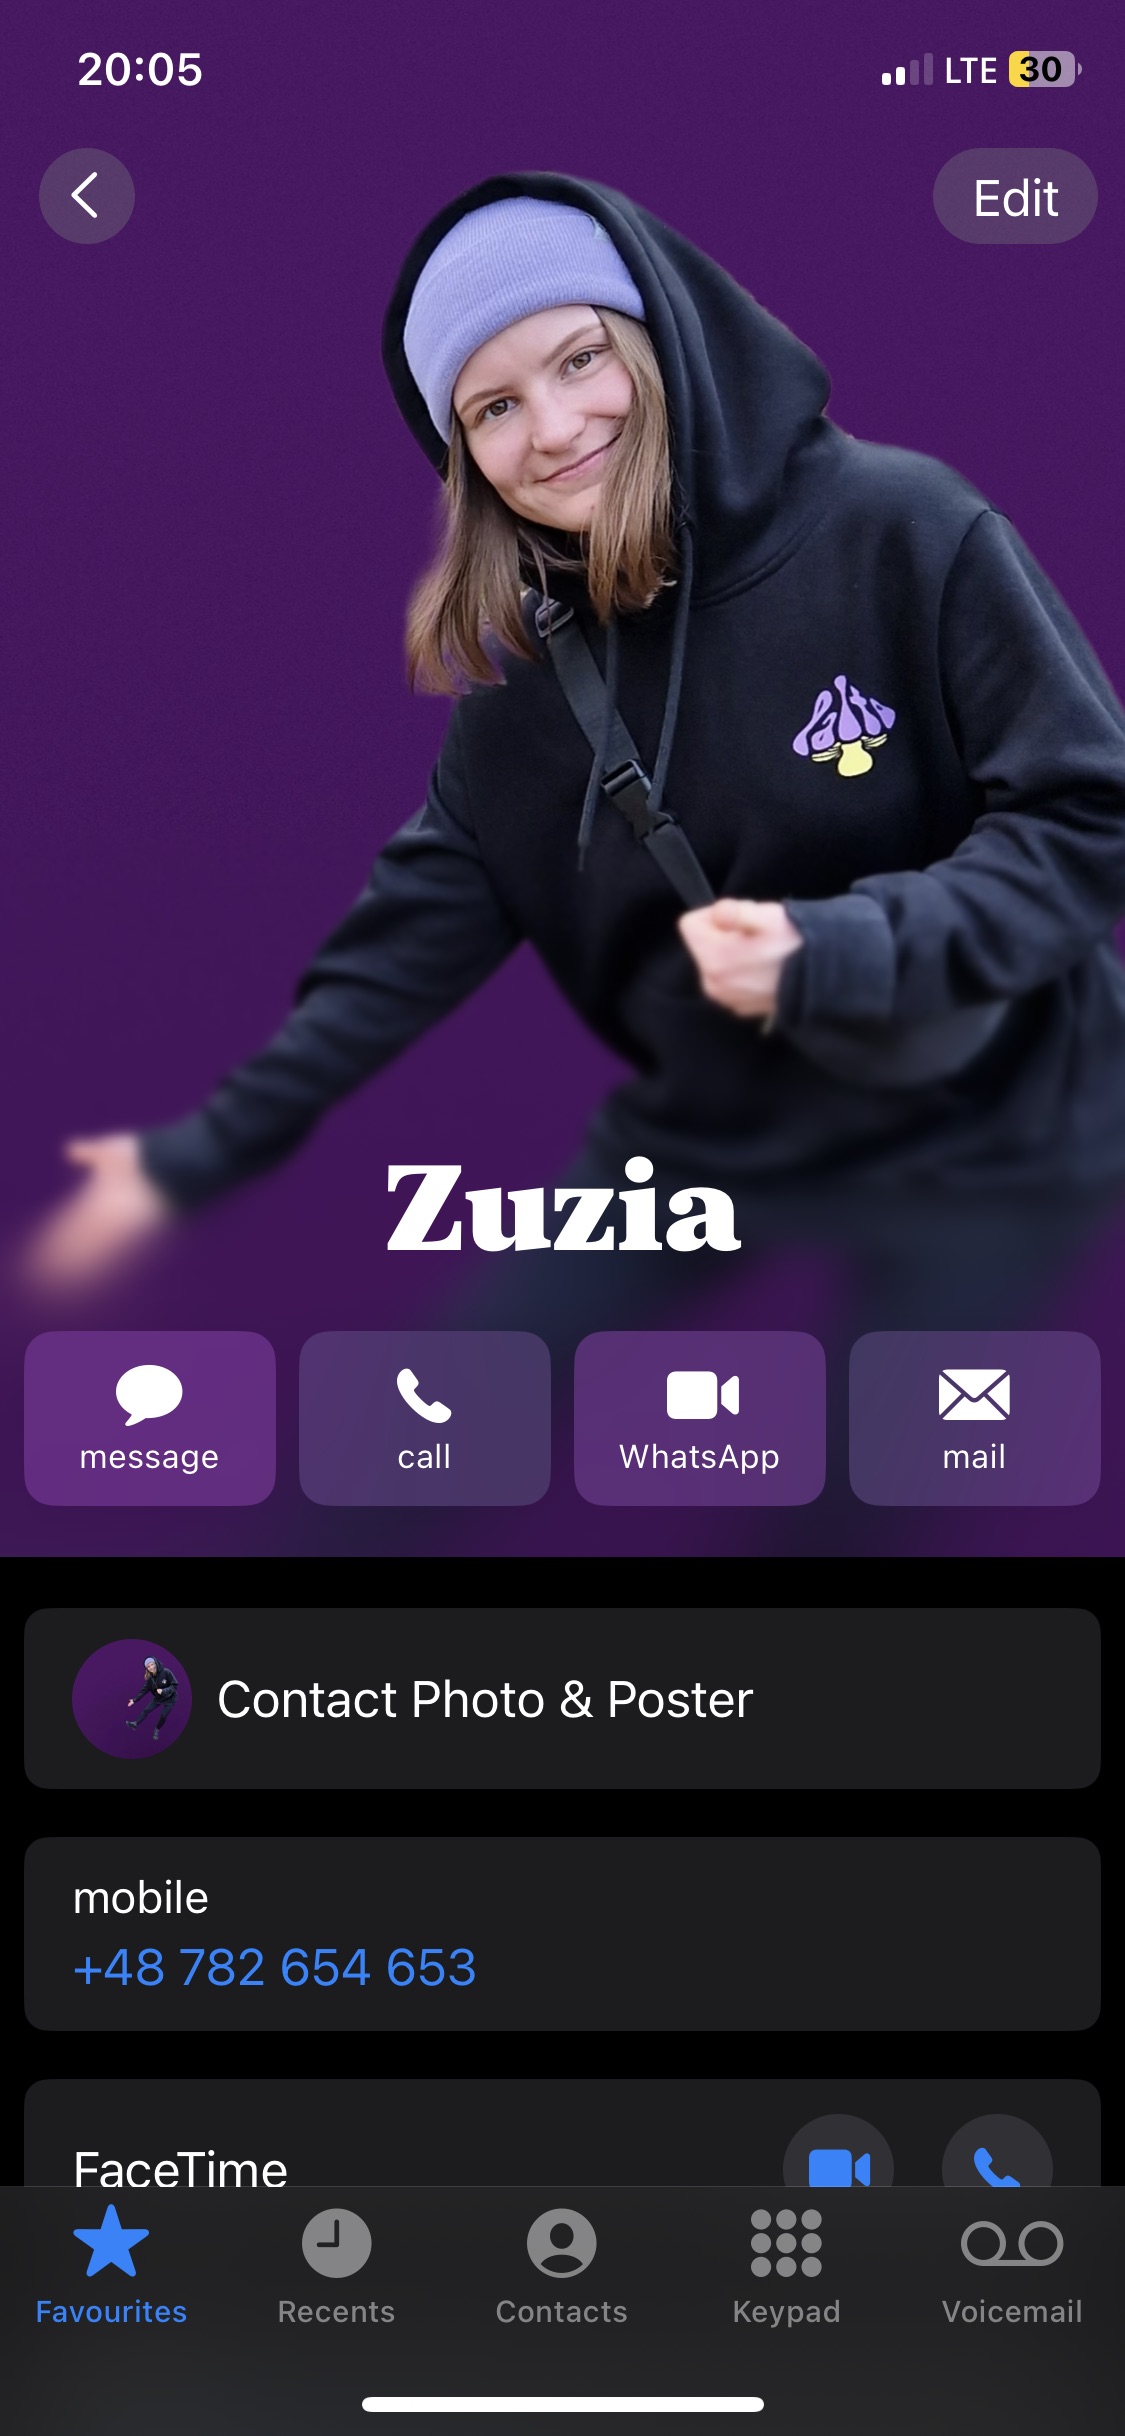 20:05
LTE 30
Edit
Palto
Zuzia
message call WhatsApp mail
Contact Photo & Poster
mobile
+48 782 654 653
FaceTime
Favourites Recents Contacts Keypad Voicemail